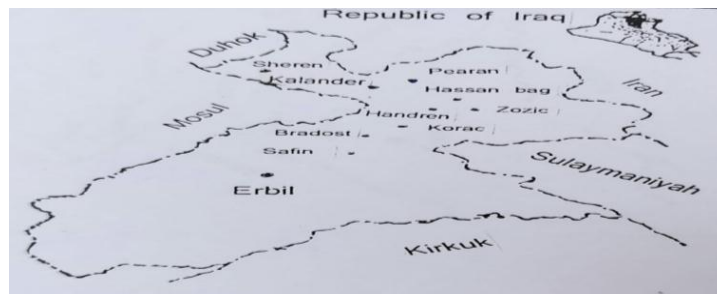 Republic of Iraq
Duhok
Sheren
Kalander
Pearan
Hassan bag
Iran
Mosul
Handren
Zozic
Bradost
Korac
Safin
Sulaymaniyah
Erbil
Kirkuk